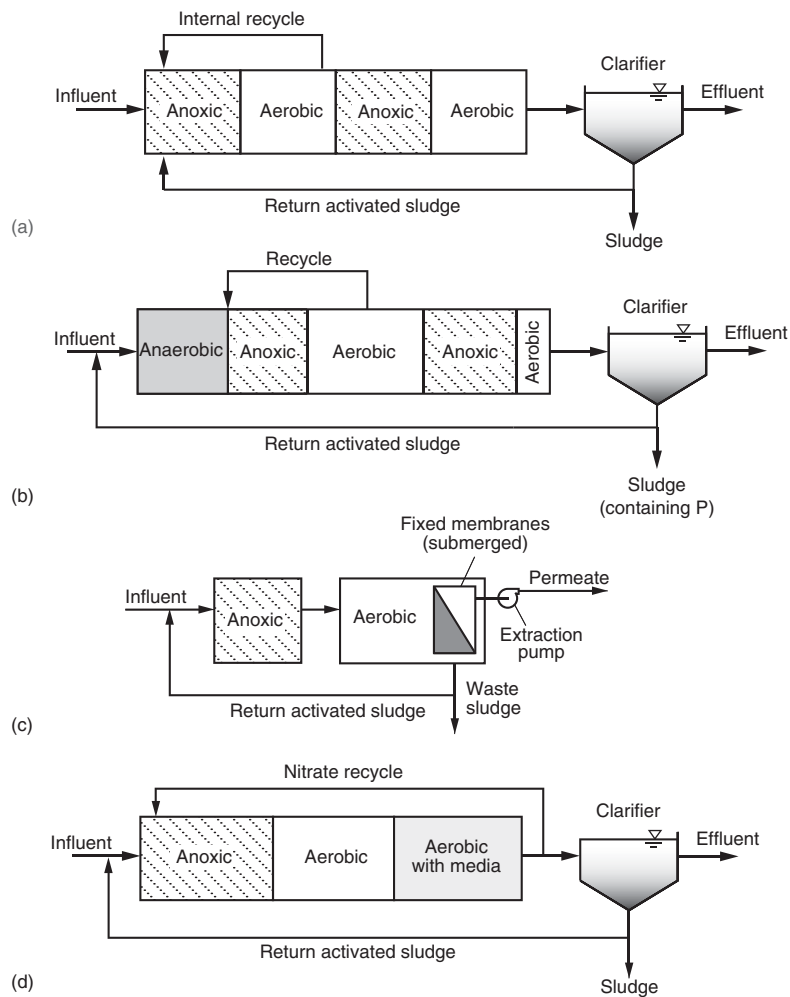 Internal recycle
Influent
Anoxic
Aerobic
Anoxic
Aerobic
Clarifier
Effluent
Return activated sludge
Sludge
(a)
Recycle
Influent
Anaerobic
Anoxic
Aerobic
Anoxic
Aerobic
Clarifier
Effluent
Return activated sludge
Sludge
(containing P)
(b)
Fixed membranes
(submerged)
Influent
Anoxic
Aerobic
Permeate
Extraction
pump
Return activated sludge
Waste
sludge
(c)
Nitrate recycle
Influent
Anoxic
Aerobic
Aerobic
with media
Clarifier
Effluent
Return activated sludge
Sludge
(d)